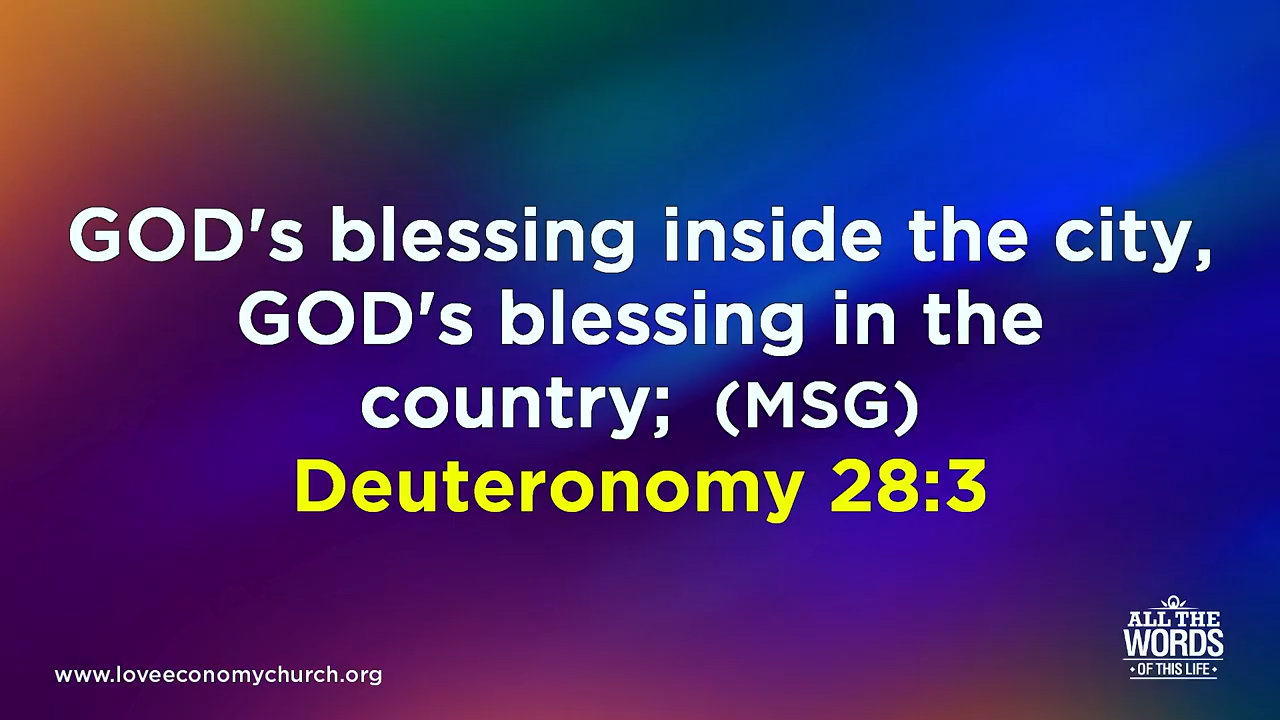 GOD's blessing inside the city,
GOD's blessing in the
country;  (MSG)
Deuteronomy 28:3
www.loveeconomychurch.org
ALL THE
WORDS
• OF THIS LIFE •